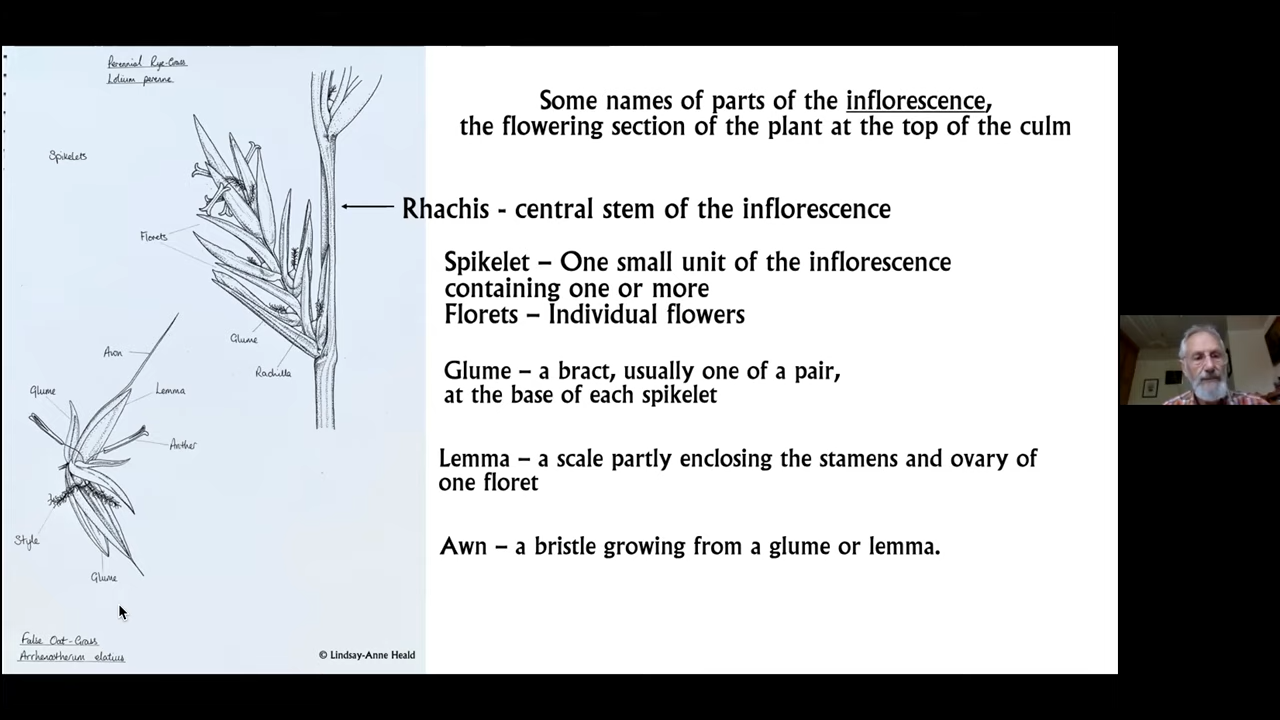 Perennial Rye-Grass
Lolium perenne
Spikelets
Florets
Glume
Rachilla
Awn
Glume
Lemma
Anther
Style
Glume
False Oat-Grass
Arrhenatherum elatius
© Lindsay-Anne Heald
Some names of parts of the inflorescence,
the flowering section of the plant at the top of the culm
Rhachis - central stem of the inflorescence
Spikelet – One small unit of the inflorescence
containing one or more
Florets – Individual flowers
Glume – a bract, usually one of a pair,
at the base of each spikelet
Lemma – a scale partly enclosing the stamens and ovary of
one floret
Awn – a bristle growing from a glume or lemma.